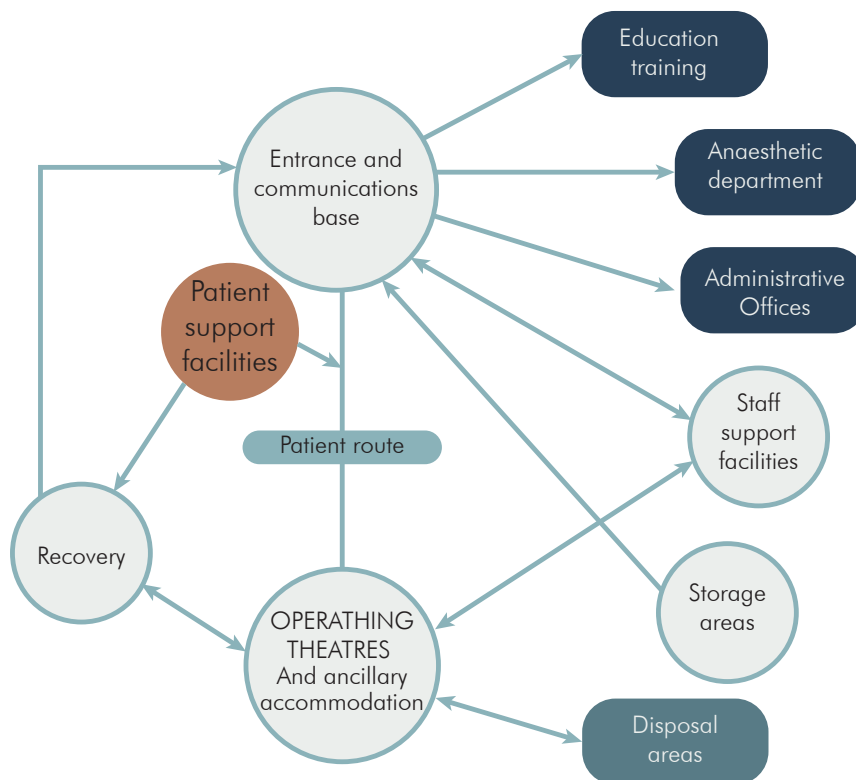 Education
training
Entrance and
communications
base
Anaesthetic
department
Administrative
Offices
Patient
support
facilities
Staff
support
facilities
Patient route
Recovery
OPERATHING
THEATRES
And ancillary
accommodation
Storage
areas
Disposal
areas